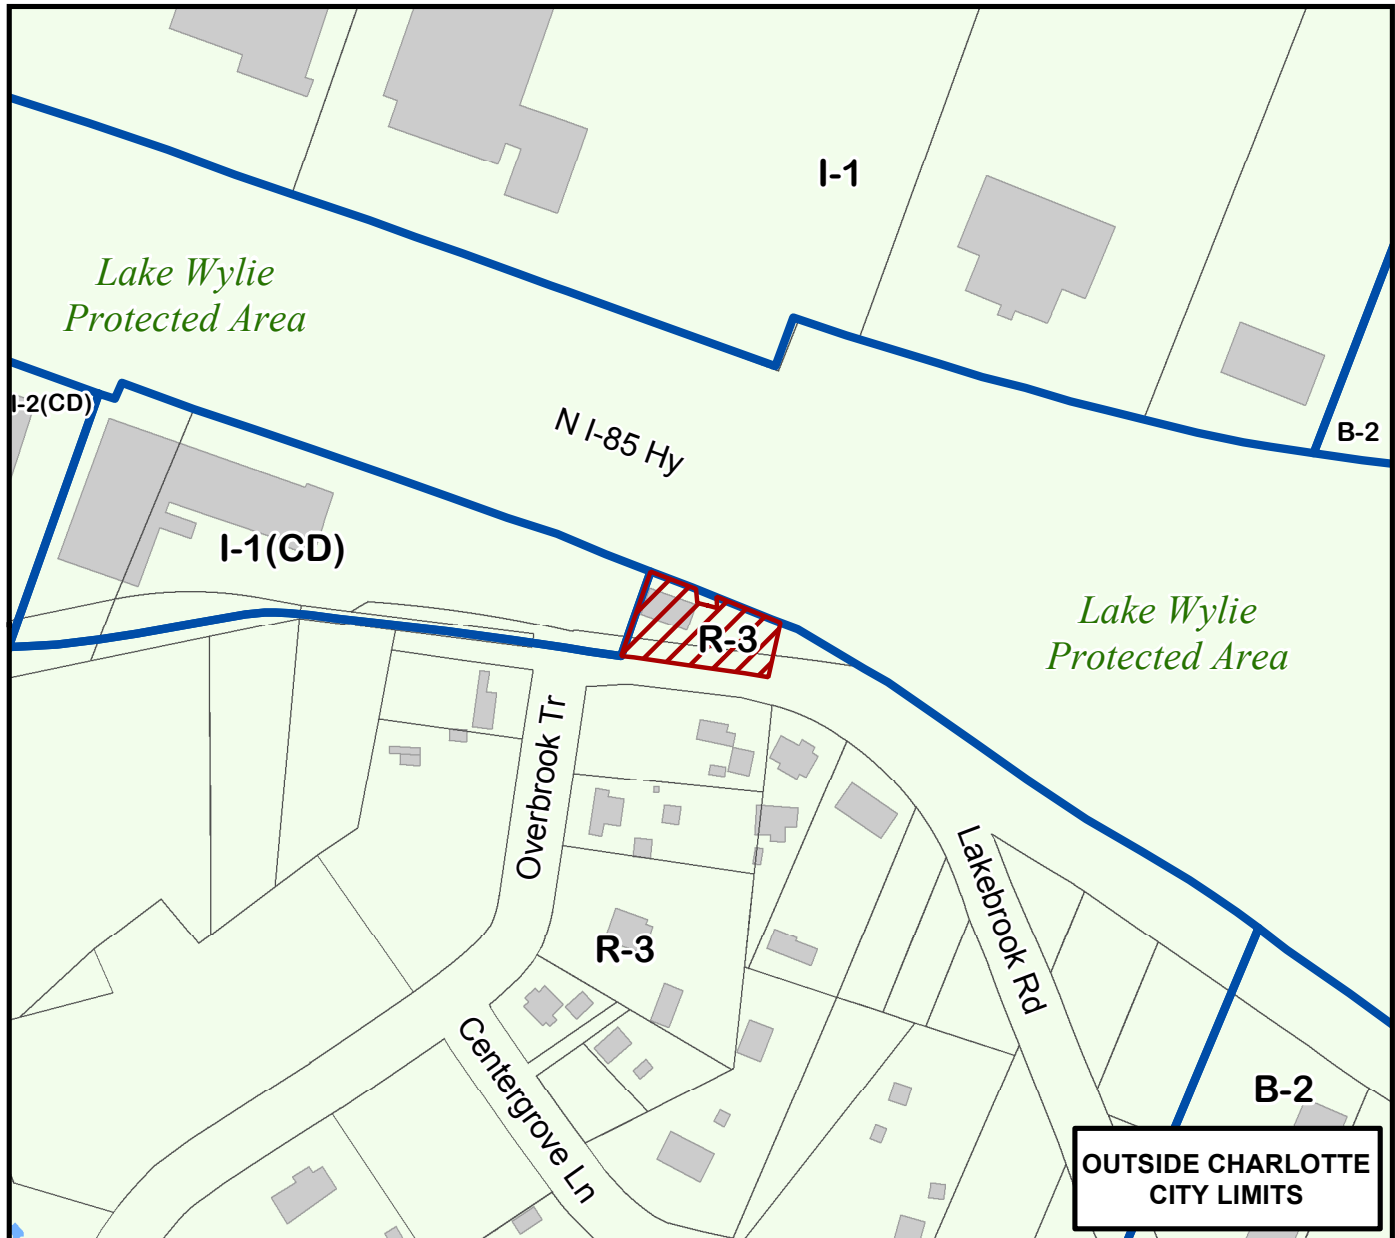 I-1
Lake Wylie
Protected Area
I-2(CD)
N I-85 Hy
B-2
I-1(CD)
R-3
Lake Wylie
Protected Area
Overbrook Tr
Lakebrook Rd
R-3
Centergrove Ln
B-2
OUTSIDE CHARLOTTE
CITY LIMITS